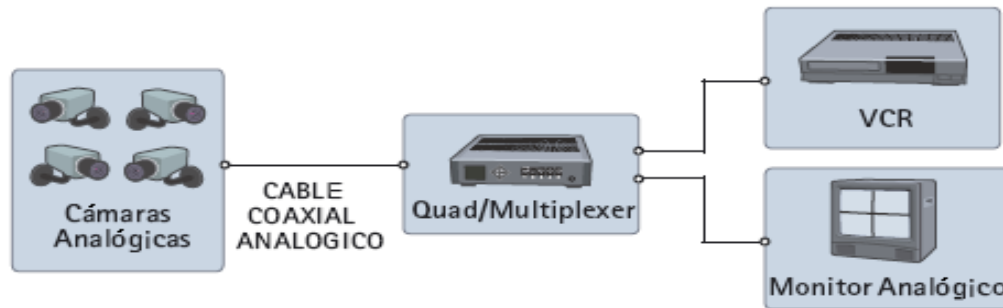 Cámaras
Analógicas
CABLE
COAXIAL
ANALOGICO
Quad/Multiplexer
VCR
Monitor Analógico